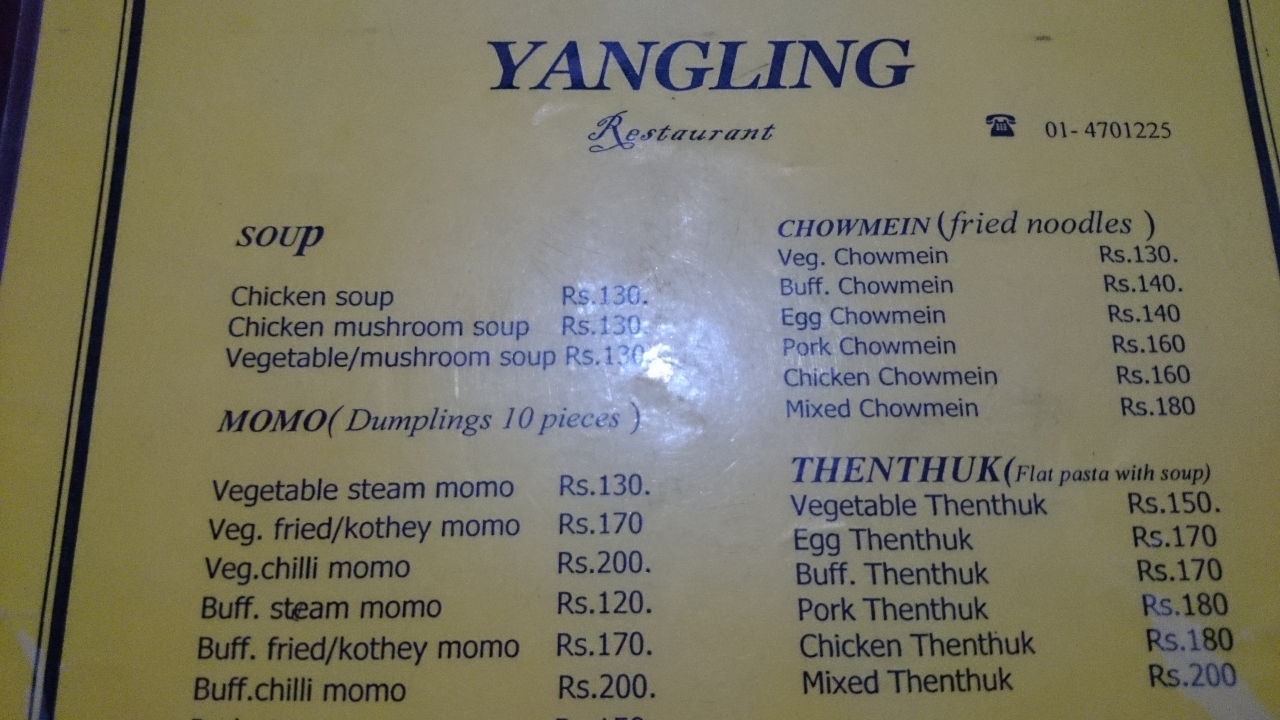 YANGLING
Restaurant
☎ 01- 4701225
soup
Chicken soup Rs.130.
Chicken mushroom soup Rs.130.
Vegetable/mushroom soup Rs.130
MOMO( Dumplings 10 pieces )
Vegetable steam momo Rs.130.
Veg. fried/kothey momo Rs.170
Veg.chilli momo Rs.200.
Buff. steam momo Rs.120.
Buff. fried/kothey momo Rs.170.
Buff.chilli momo Rs.200.
CHOWMEIN (fried noodles )
Veg. Chowmein Rs.130.
Buff. Chowmein Rs.140.
Egg Chowmein Rs.140
Pork Chowmein Rs.160
Chicken Chowmein Rs.160
Mixed Chowmein Rs.180
THENTHUK(Flat pasta with soup)
Vegetable Thenthuk Rs.150.
Egg Thenthuk Rs.170
Buff. Thenthuk Rs.170
Pork Thenthuk Rs.180
Chicken Thenthuk Rs.180
Mixed Thenthuk Rs.200